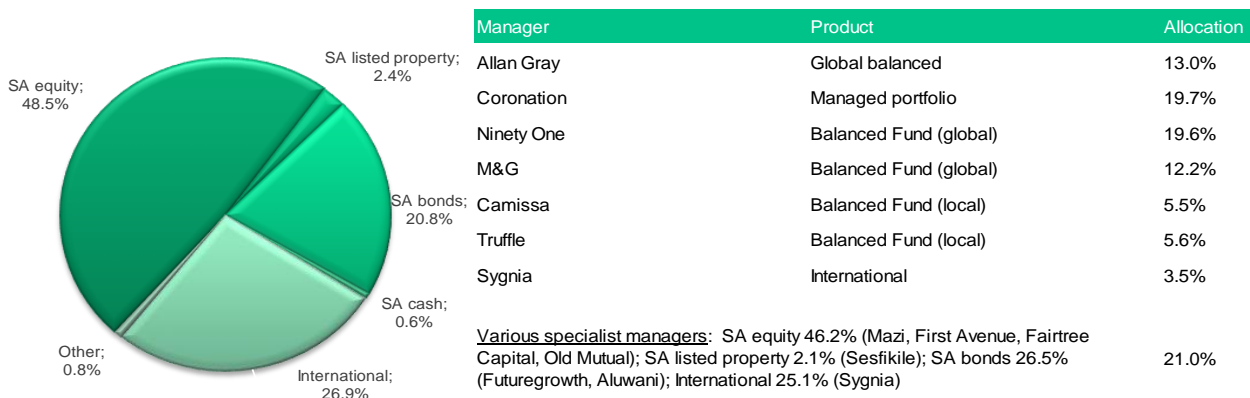 SA listed property;
2.4%
SA equity;
48.5%
SA bonds;
20.8%
SA cash;
0.6%
Other;
0.8%
International;
26.9%
Manager Product Allocation
Allan Gray Global balanced 13.0%
Coronation Managed portfolio 19.7%
Ninety One Balanced Fund (global) 19.6%
M&G Balanced Fund (global) 12.2%
Camissa Balanced Fund (local) 5.5%
Truffle Balanced Fund (local) 5.6%
Sygnia International 3.5%
Various specialist managers: SA equity 46.2% (Mazi, First Avenue, Fairtree
Capital, Old Mutual); SA listed property 2.1% (Sesfikile); SA bonds 26.5% 21.0%
(Futuregrowth, Aluwani); International 25.1% (Sygnia)